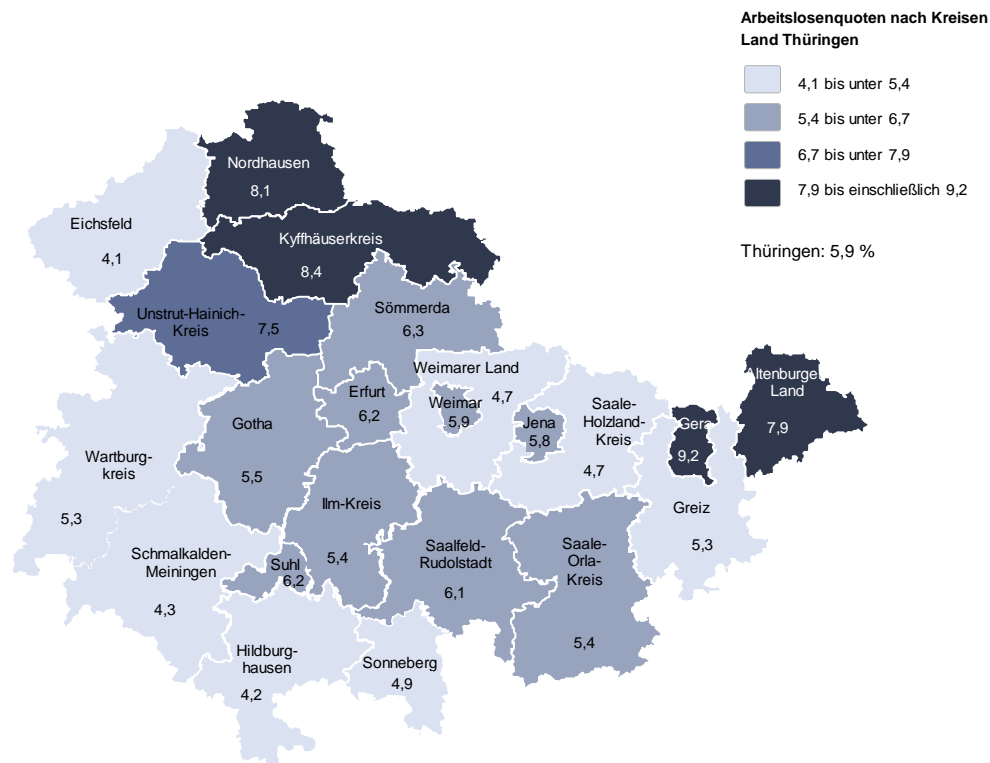 Arbeitslosenquoten nach Kreisen
Land Thüringen
4,1 bis unter 5,4
5,4 bis unter 6,7
6,7 bis unter 7,9
7,9 bis einschließlich 9,2
Thüringen: 5,9 %
Nordhausen
8,1
Eichsfeld
4,1
Kyffhäuserkreis
8,4
Unstrut-Hainich-
Kreis
7,5
Sömmerda
6,3
Weimarer Land
4,7
Erfurt
6,2
Weimar
5,9
Jena
5,8
Saale-
Holzland-
Kreis
4,7
Gera
9,2
Altenburger
Land
7,9
Gotha
5,5
Wartburg-
kreis
5,3
Ilm-Kreis
5,4
Greiz
5,3
Schmalkalden-
Meiningen
4,3
Suhl
6,2
Saalfeld-
Rudolstadt
6,1
Saale-
Orla-
Kreis
5,4
Hildburg-
hausen
4,2
Sonneberg
4,9